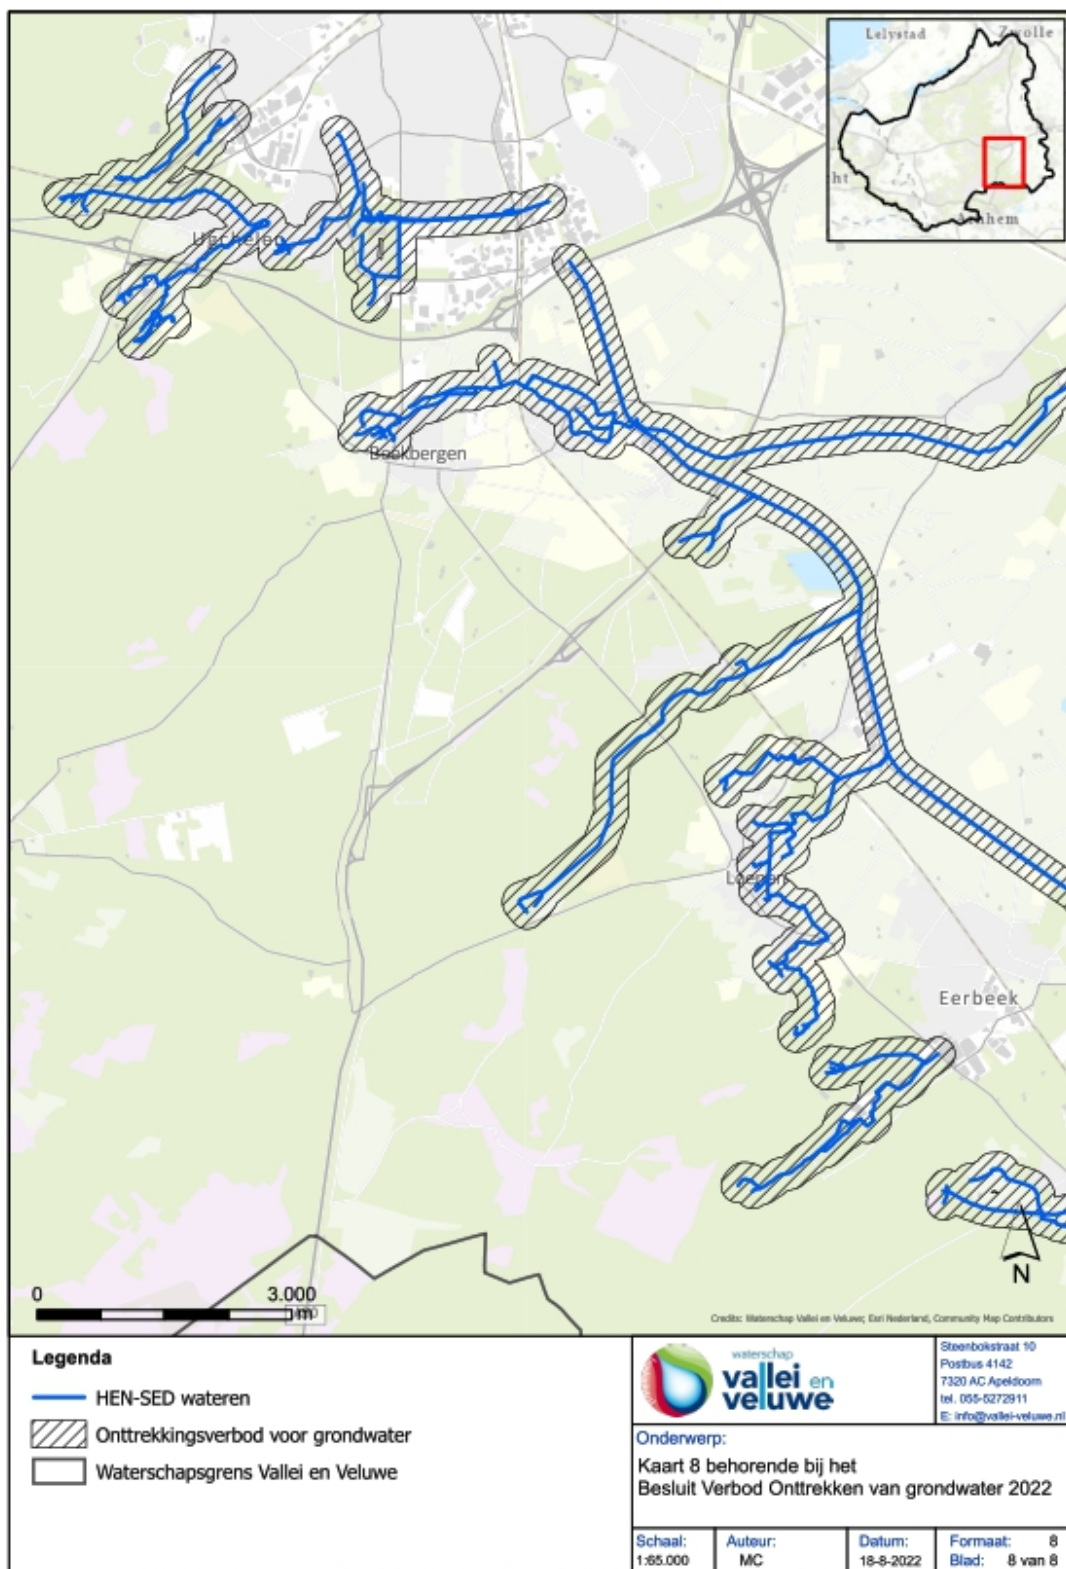 Lelystad
Zwolle
ht
Arnhem
Ugchelen
Beekbergen
Loenen
Eerbeek
0
3.000
m
N
Credits: Waterschap Vallei en Veluwe; Esri Nederland, Community Map Contributors
Legenda
HEN-SED wateren
Onttrekkingsverbod voor grondwater
Waterschapsgrens Vallei en Veluwe
waterschap
vallei en
veluwe
Steenbokstraat 10
Postbus 4142
7320 AC Apeldoorn
tel. 055-5272911
E: info@vallei-veluwe.nl
Onderwerp:
Kaart 8 behorende bij het
Besluit Verbod Onttrekken van grondwater 2022
Schaal:
1:65.000
Auteur:
MC
Datum:
18-8-2022
Formaat: 8
Blad: 8 van 8